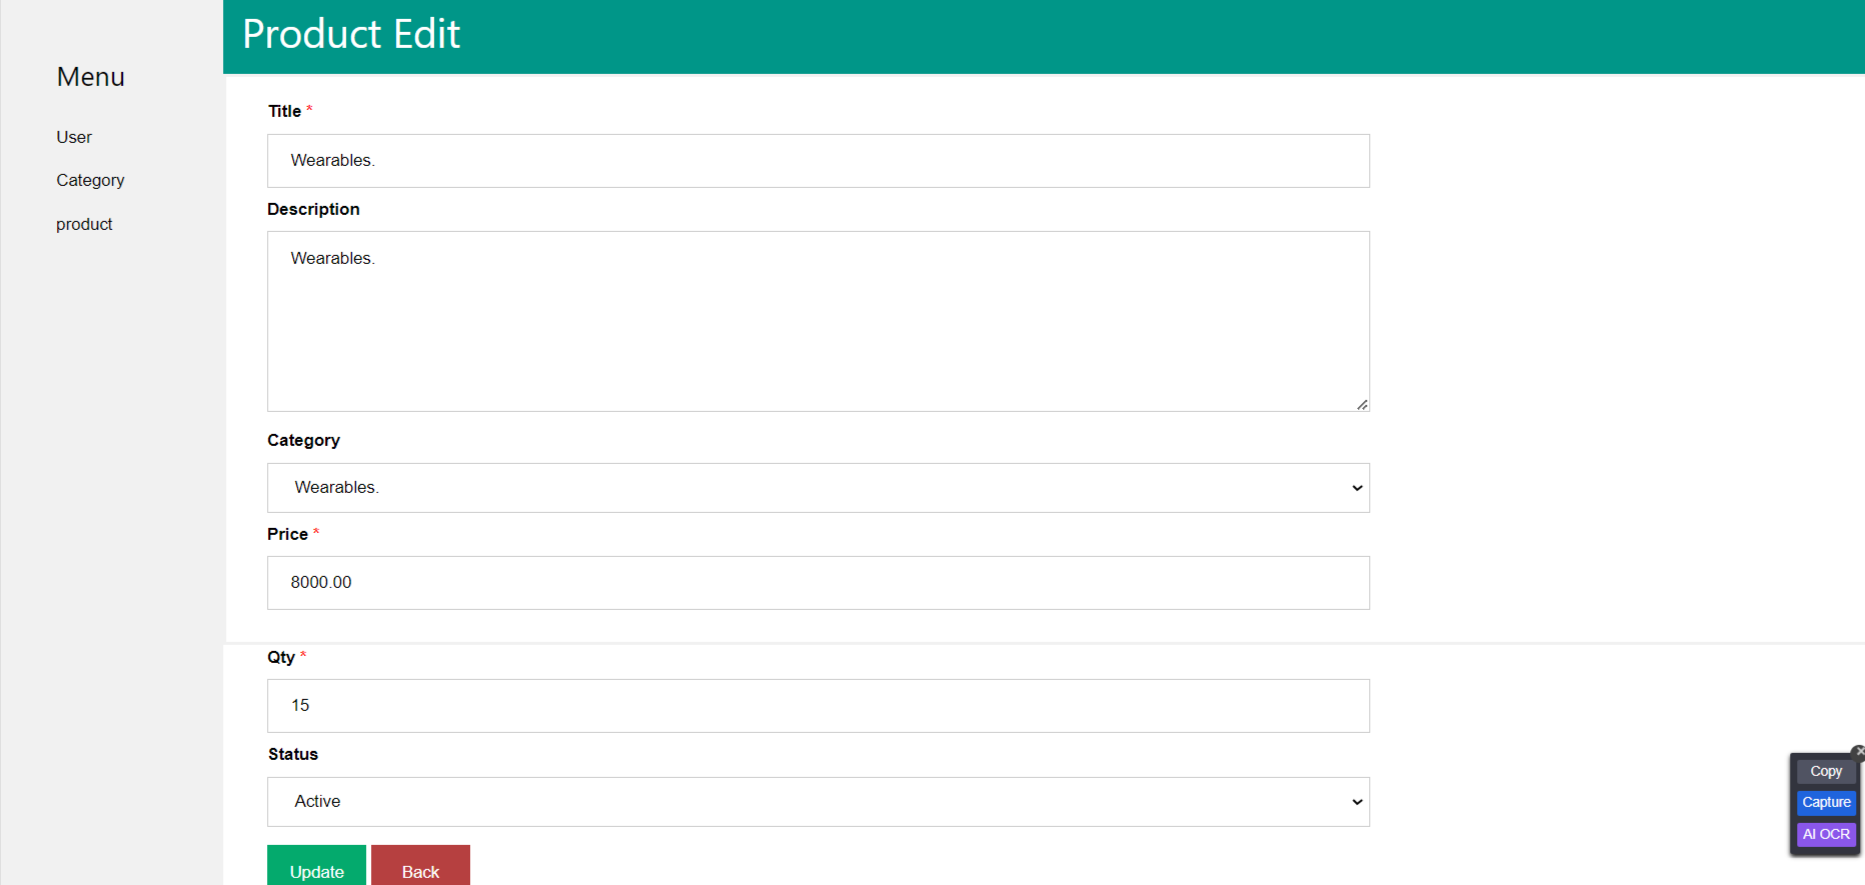 Product Edit
Menu
User
Category
product
Title *
Wearables.
Description
Wearables.
Category
Wearables.
Price *
8000.00
Qty *
15
Status
Active
Update
Back
Copy
Capture
AI OCR